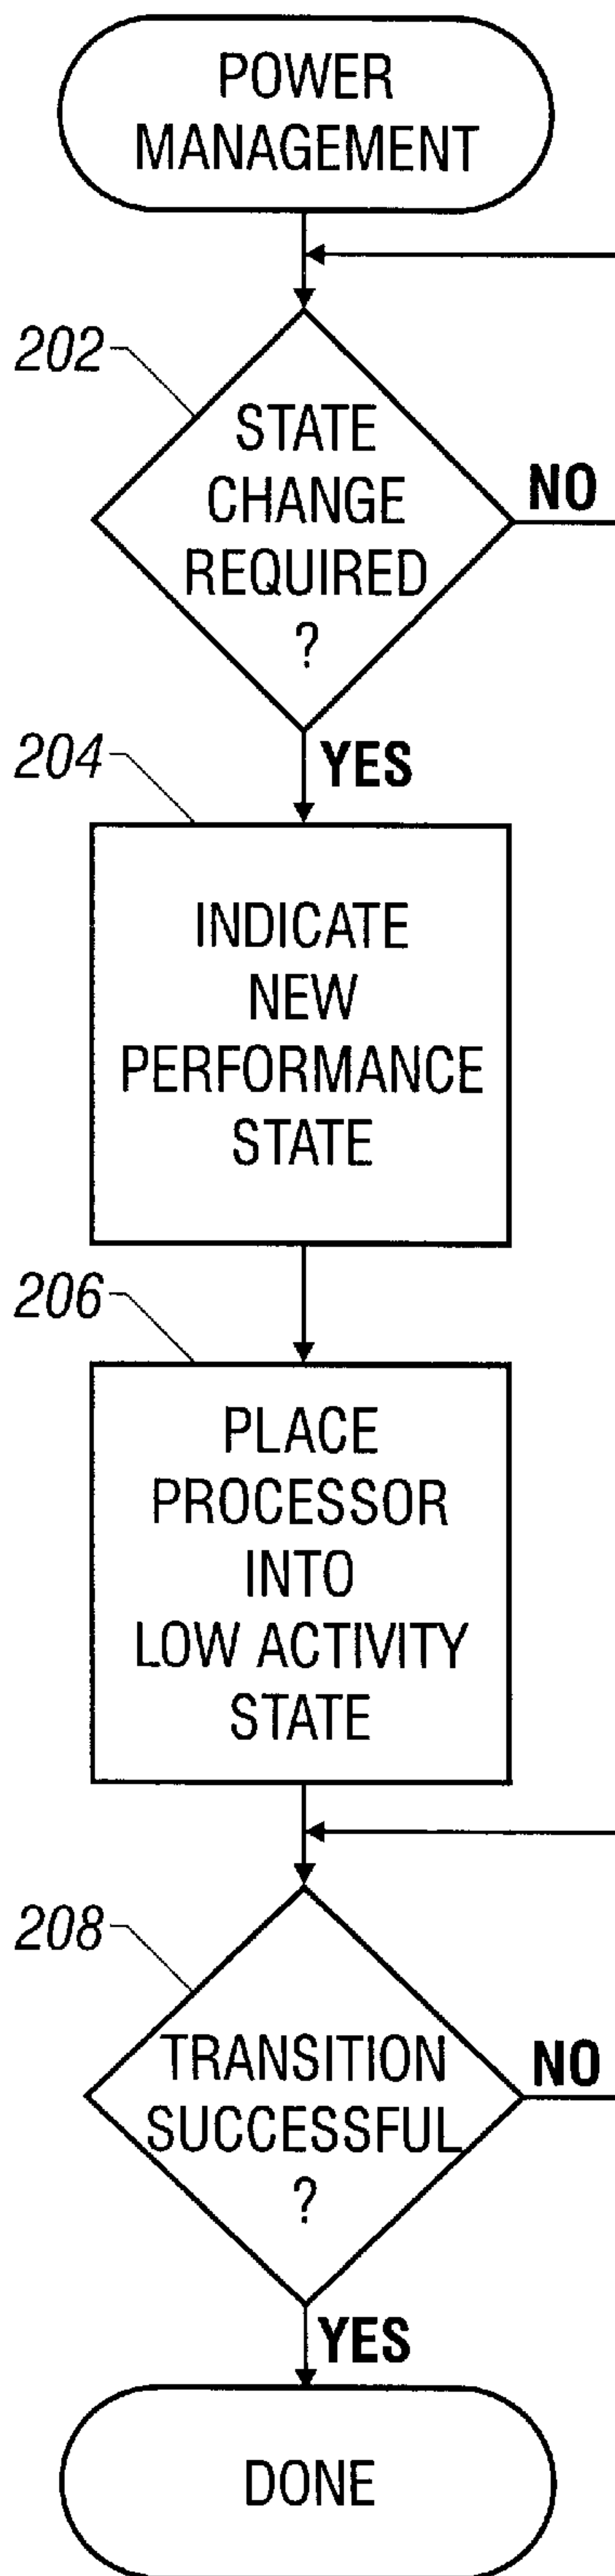 POWER
MANAGEMENT
202
STATE
CHANGE
REQUIRED
?
NO
YES
204
INDICATE
NEW
PERFORMANCE
STATE
206
PLACE
PROCESSOR
INTO
LOW ACTIVITY
STATE
208
TRANSITION
SUCCESSFUL
?
NO
YES
DONE